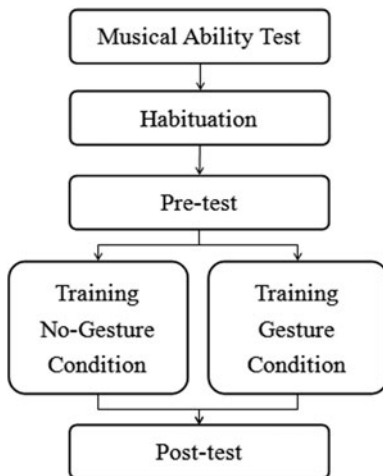 Musical Ability Test
Habituation
Pre-test
Training
No-Gesture
Condition
Training
Gesture
Condition
Post-test